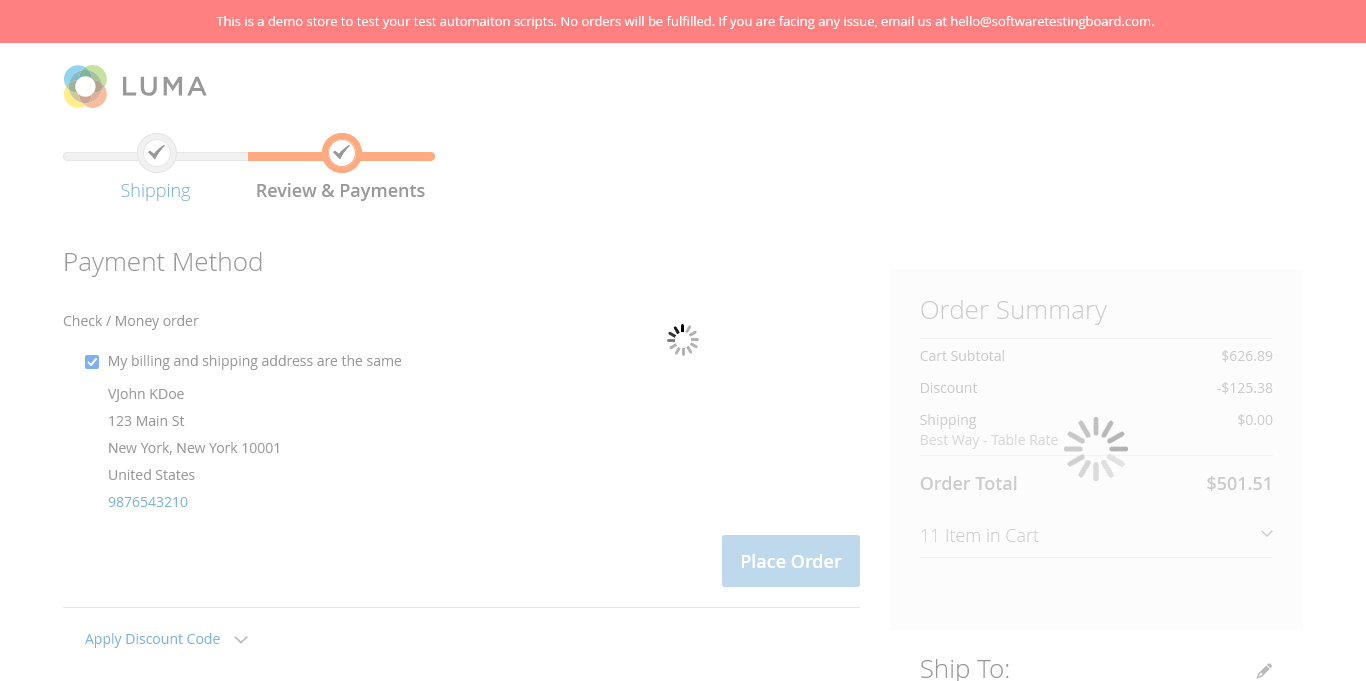 This is a demo store to test your test automaiton scripts. No orders will be fulfilled. If you are facing any issue, email us at hello@softwaretestingboard.com.
LUMA
Shipping
Review & Payments
Payment Method
Check / Money order
My billing and shipping address are the same
VJohn KDoe
123 Main St
New York, New York 10001
United States
9876543210
Place Order
Apply Discount Code
Order Summary
Cart Subtotal $626.89
Discount -$125.38
Shipping $0.00
Best Way - Table Rate
Order Total $501.51
11 Item in Cart
Ship To: